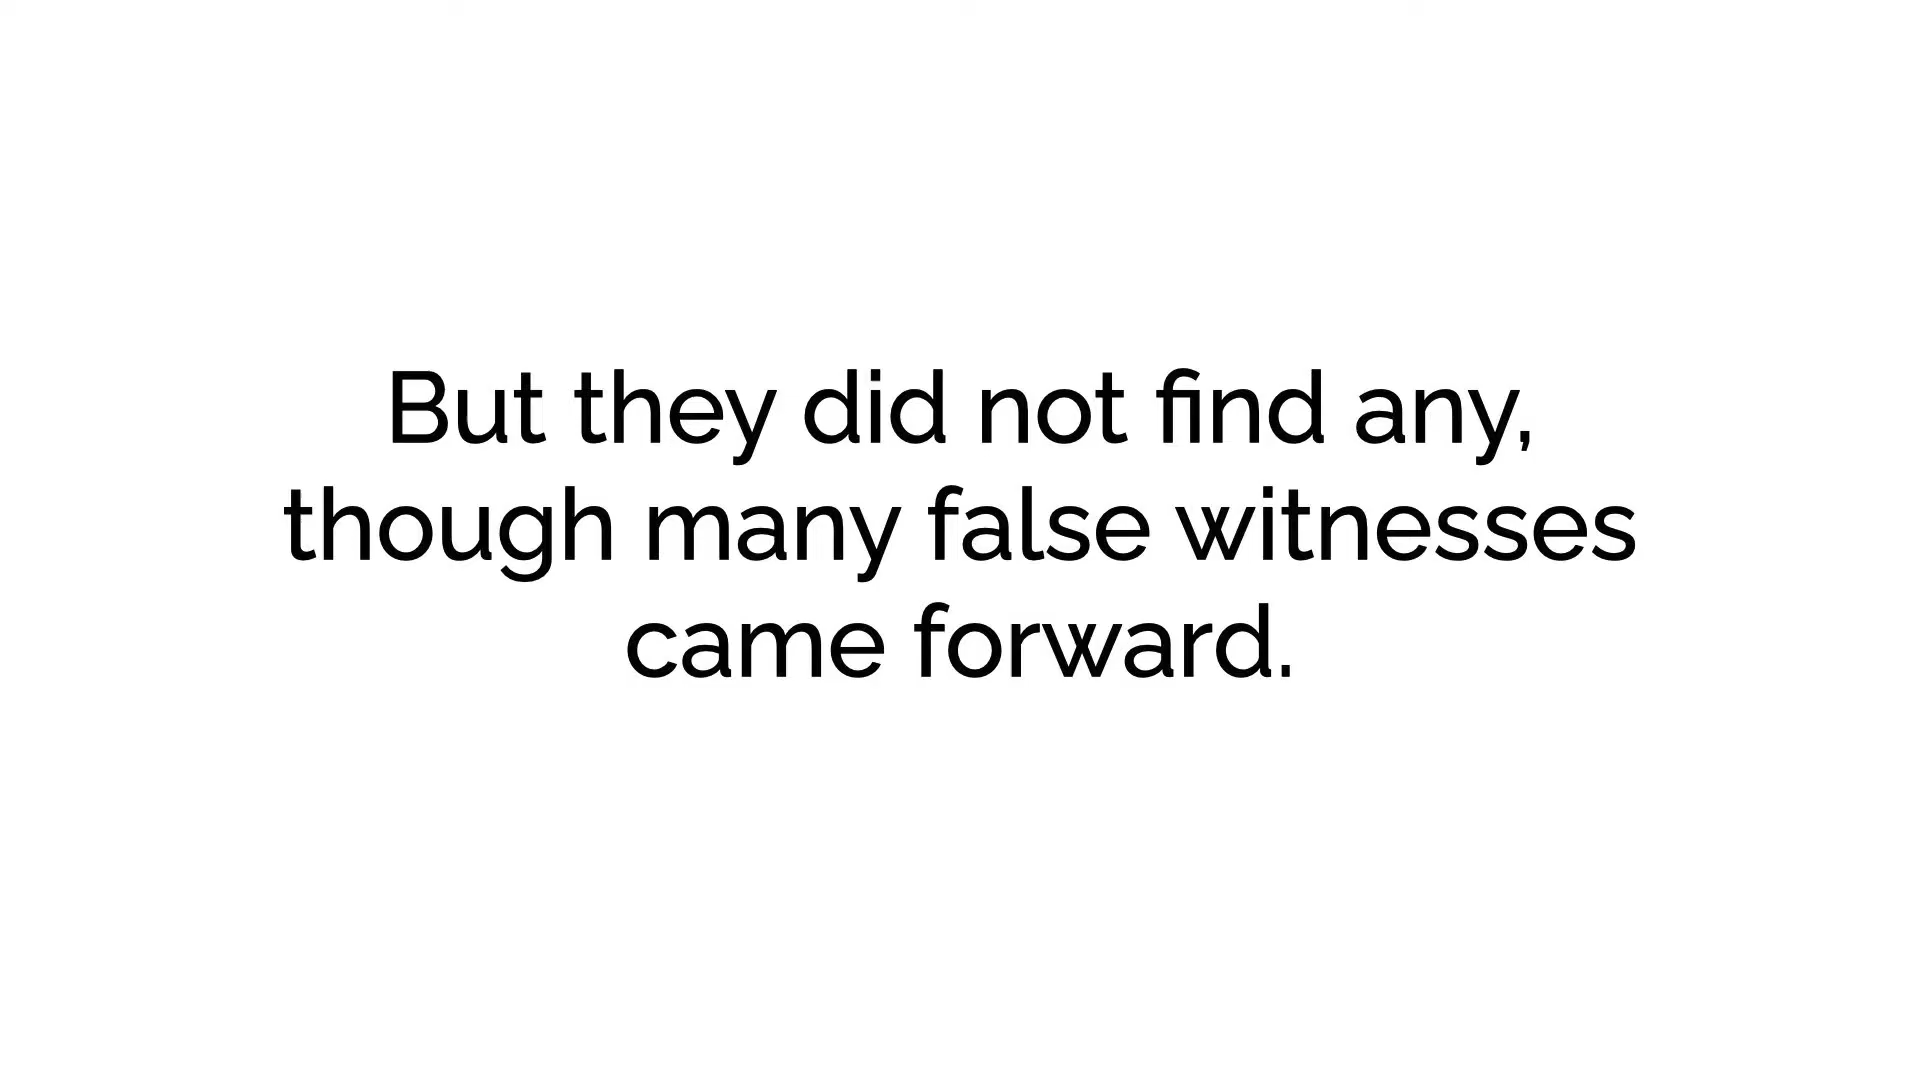 But they did not find any,
though many false witnesses
came forward.